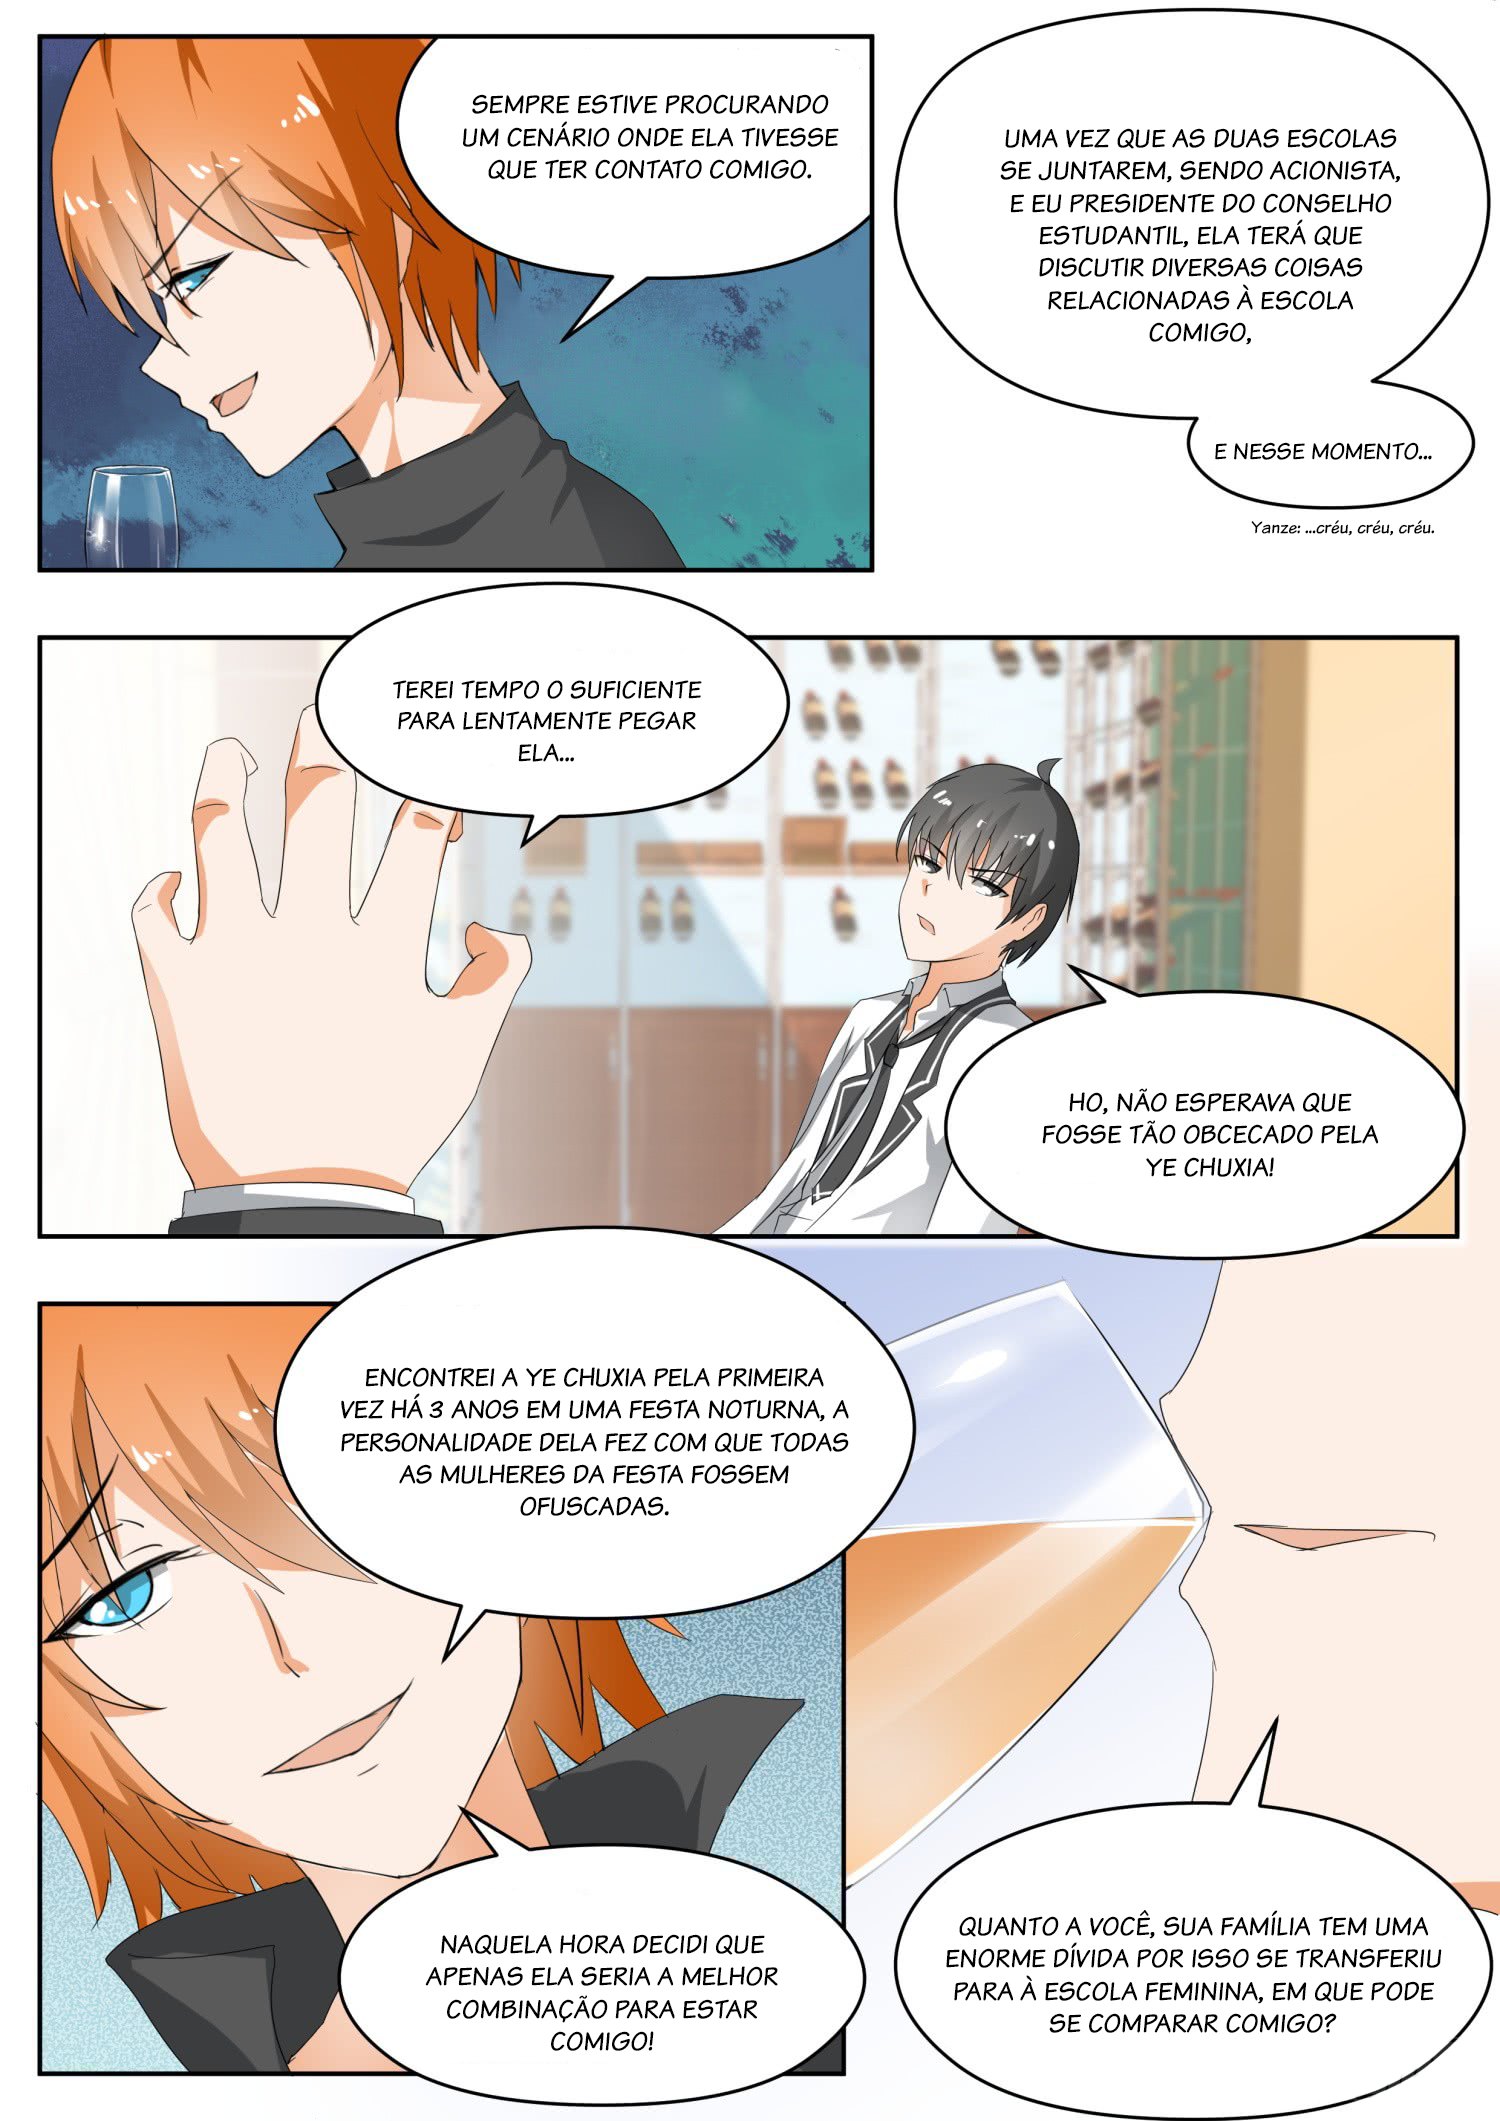 SEMPRE ESTIVE PROCURANDO
UM CENÁRIO ONDE ELA TIVESSE
QUE TER CONTATO COMIGO.
UMA VEZ QUE AS DUAS ESCOLAS
SE JUNTAREM, SENDO ACIONISTA,
E EU PRESIDENTE DO CONSELHO
ESTUDANTIL, ELA TERÁ QUE
DISCUTIR DIVERSAS COISAS
RELACIONADAS À ESCOLA
COMIGO,
E NESSE MOMENTO...
Yanze: ...créu, créu, créu.
TEREI TEMPO O SUFICIENTE
PARA LENTAMENTE PEGAR
ELA...
HO, NÃO ESPERAVA QUE
FOSSE TÃO OBCECADO PELA
YE CHUXIA!
ENCONTREI A YE CHUXIA PELA PRIMEIRA
VEZ HÁ 3 ANOS EM UMA FESTA NOTURNA, A
PERSONALIDADE DELA FEZ COM QUE TODAS
AS MULHERES DA FESTA FOSSEM
OFUSCADAS.
NAQUELA HORA DECIDI QUE
APENAS ELA SERIA A MELHOR
COMBINAÇÃO PARA ESTAR
COMIGO!
QUANTO A VOCÊ, SUA FAMÍLIA TEM UMA
ENORME DÍVIDA POR ISSO SE TRANSFERIU
PARA À ESCOLA FEMININA, EM QUE PODE
SE COMPARAR COMIGO?